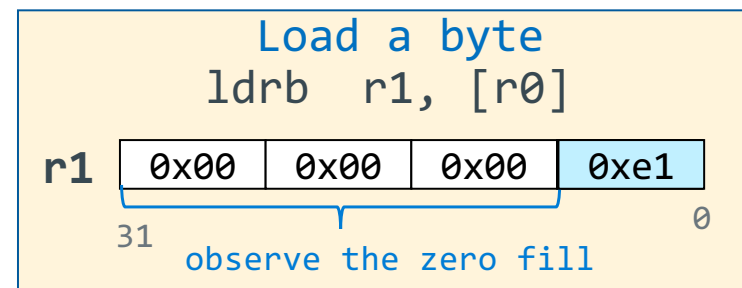 Load a byte
ldrb r1, [r0]
r1 0x00 0x00 0x00 0xe1
31 0
observe the zero fill